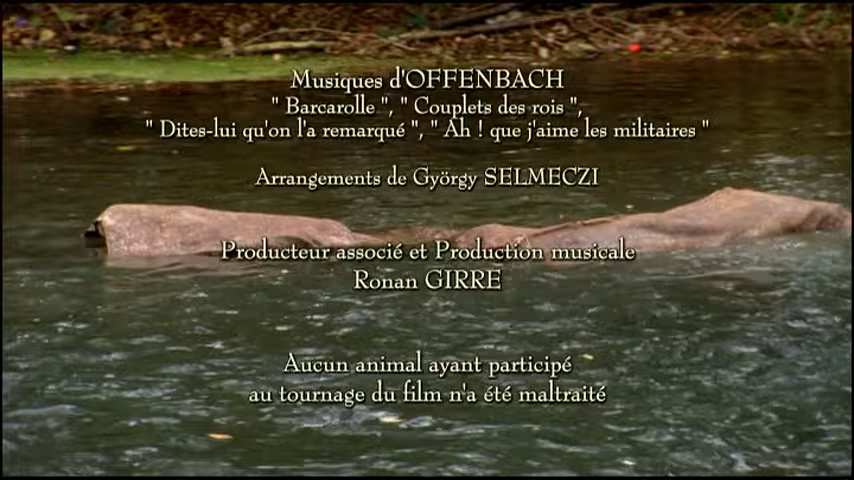 Musiques d'OFFENBACH
" Barcarolle ", " Couplets des rois ",
" Dites-lui qu'on l'a remarqué ", " Ah ! que j'aime les militaires "
Arrangements de György SELMECZI
Producteur associé et Production musicale
Ronan GIRRE
Aucun animal ayant participé
au tournage du film n'a été maltraité